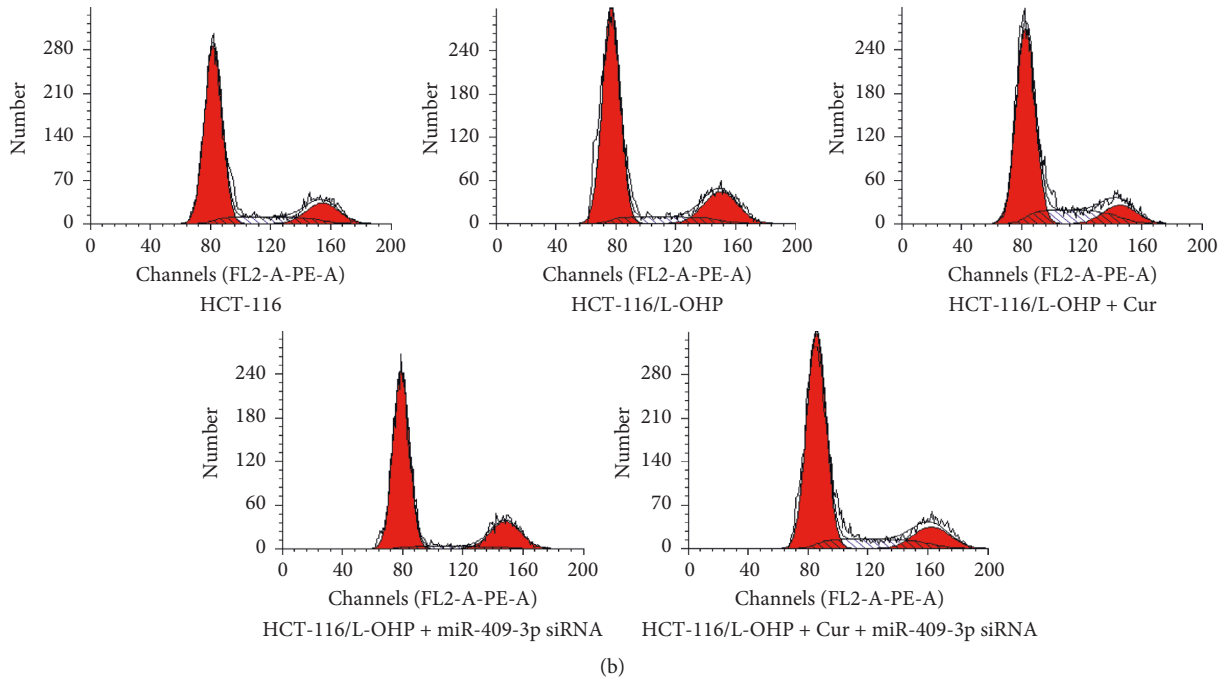 280
210
140
70
0
Number
0 40 80 120 160 200
Channels (FL2-A-PE-A)
HCT-116
240
180
120
60
0
Number
0 40 80 120 160 200
Channels (FL2-A-PE-A)
HCT-116/L-OHP
280
210
140
70
0
Number
0 40 80 120 160 200
Channels (FL2-A-PE-A)
HCT-116/L-OHP + Cur
240
180
120
60
0
Number
0 40 80 120 160 200
Channels (FL2-A-PE-A)
HCT-116/L-OHP + miR-409-3p siRNA
280
210
140
70
0
Number
0 40 80 120 160 200
Channels (FL2-A-PE-A)
HCT-116/L-OHP + Cur + miR-409-3p siRNA
(b)